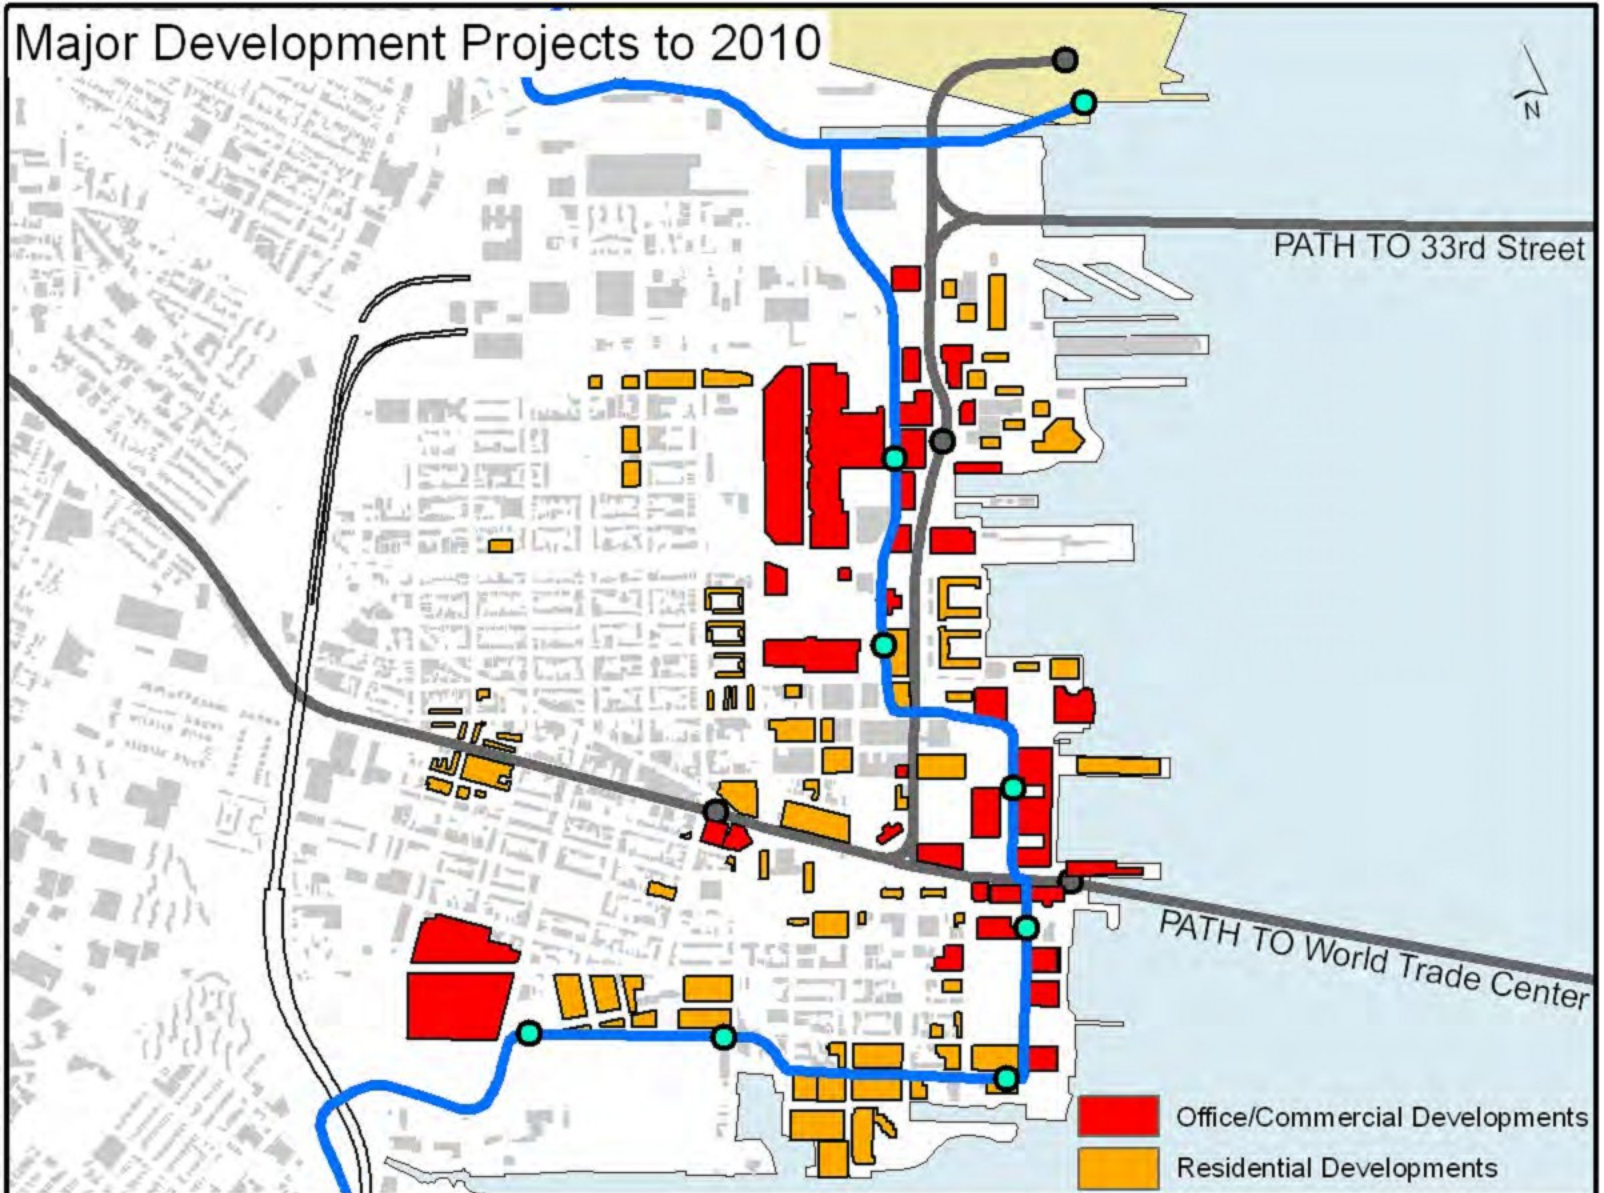 Major Development Projects to 2010
N
PATH TO 33rd Street
PATH TO World Trade Center
Office/Commercial Developments
Residential Developments